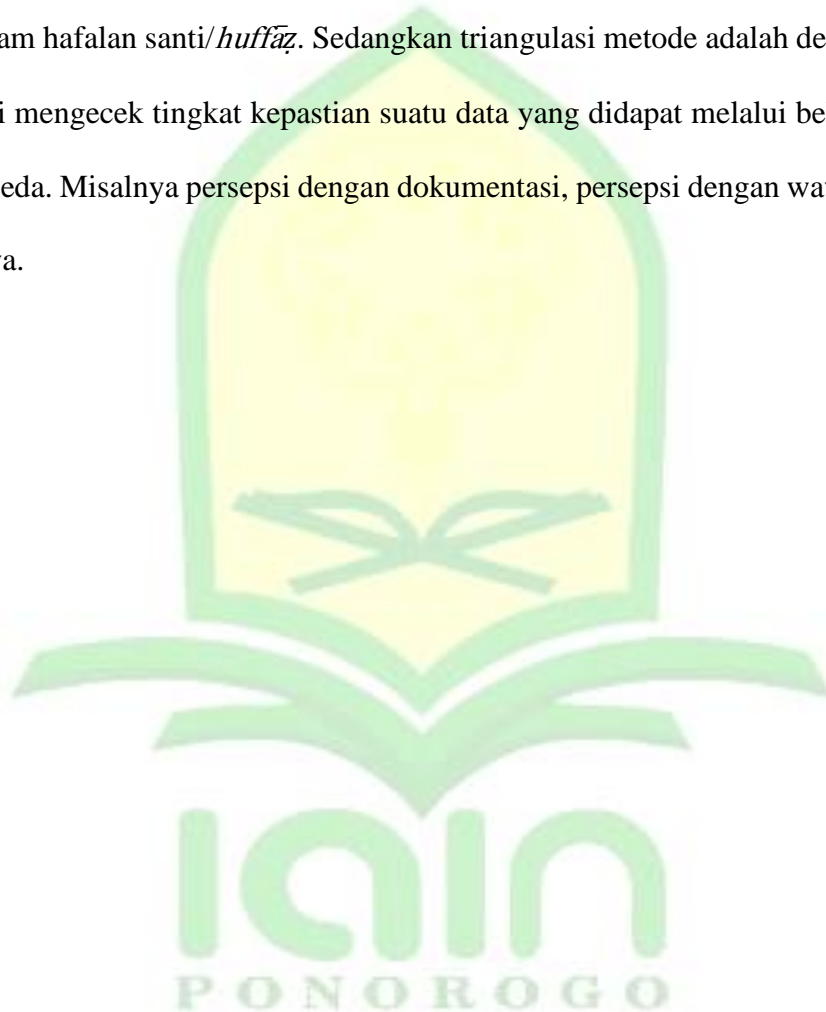 am hafalan santi/huffāẓ. Sedangkan triangulasi metode adalah de
i mengecek tingkat kepastian suatu data yang didapat melalui be
eda. Misalnya persepsi dengan dokumentasi, persepsi dengan wa
a.
iain
PONOROGO